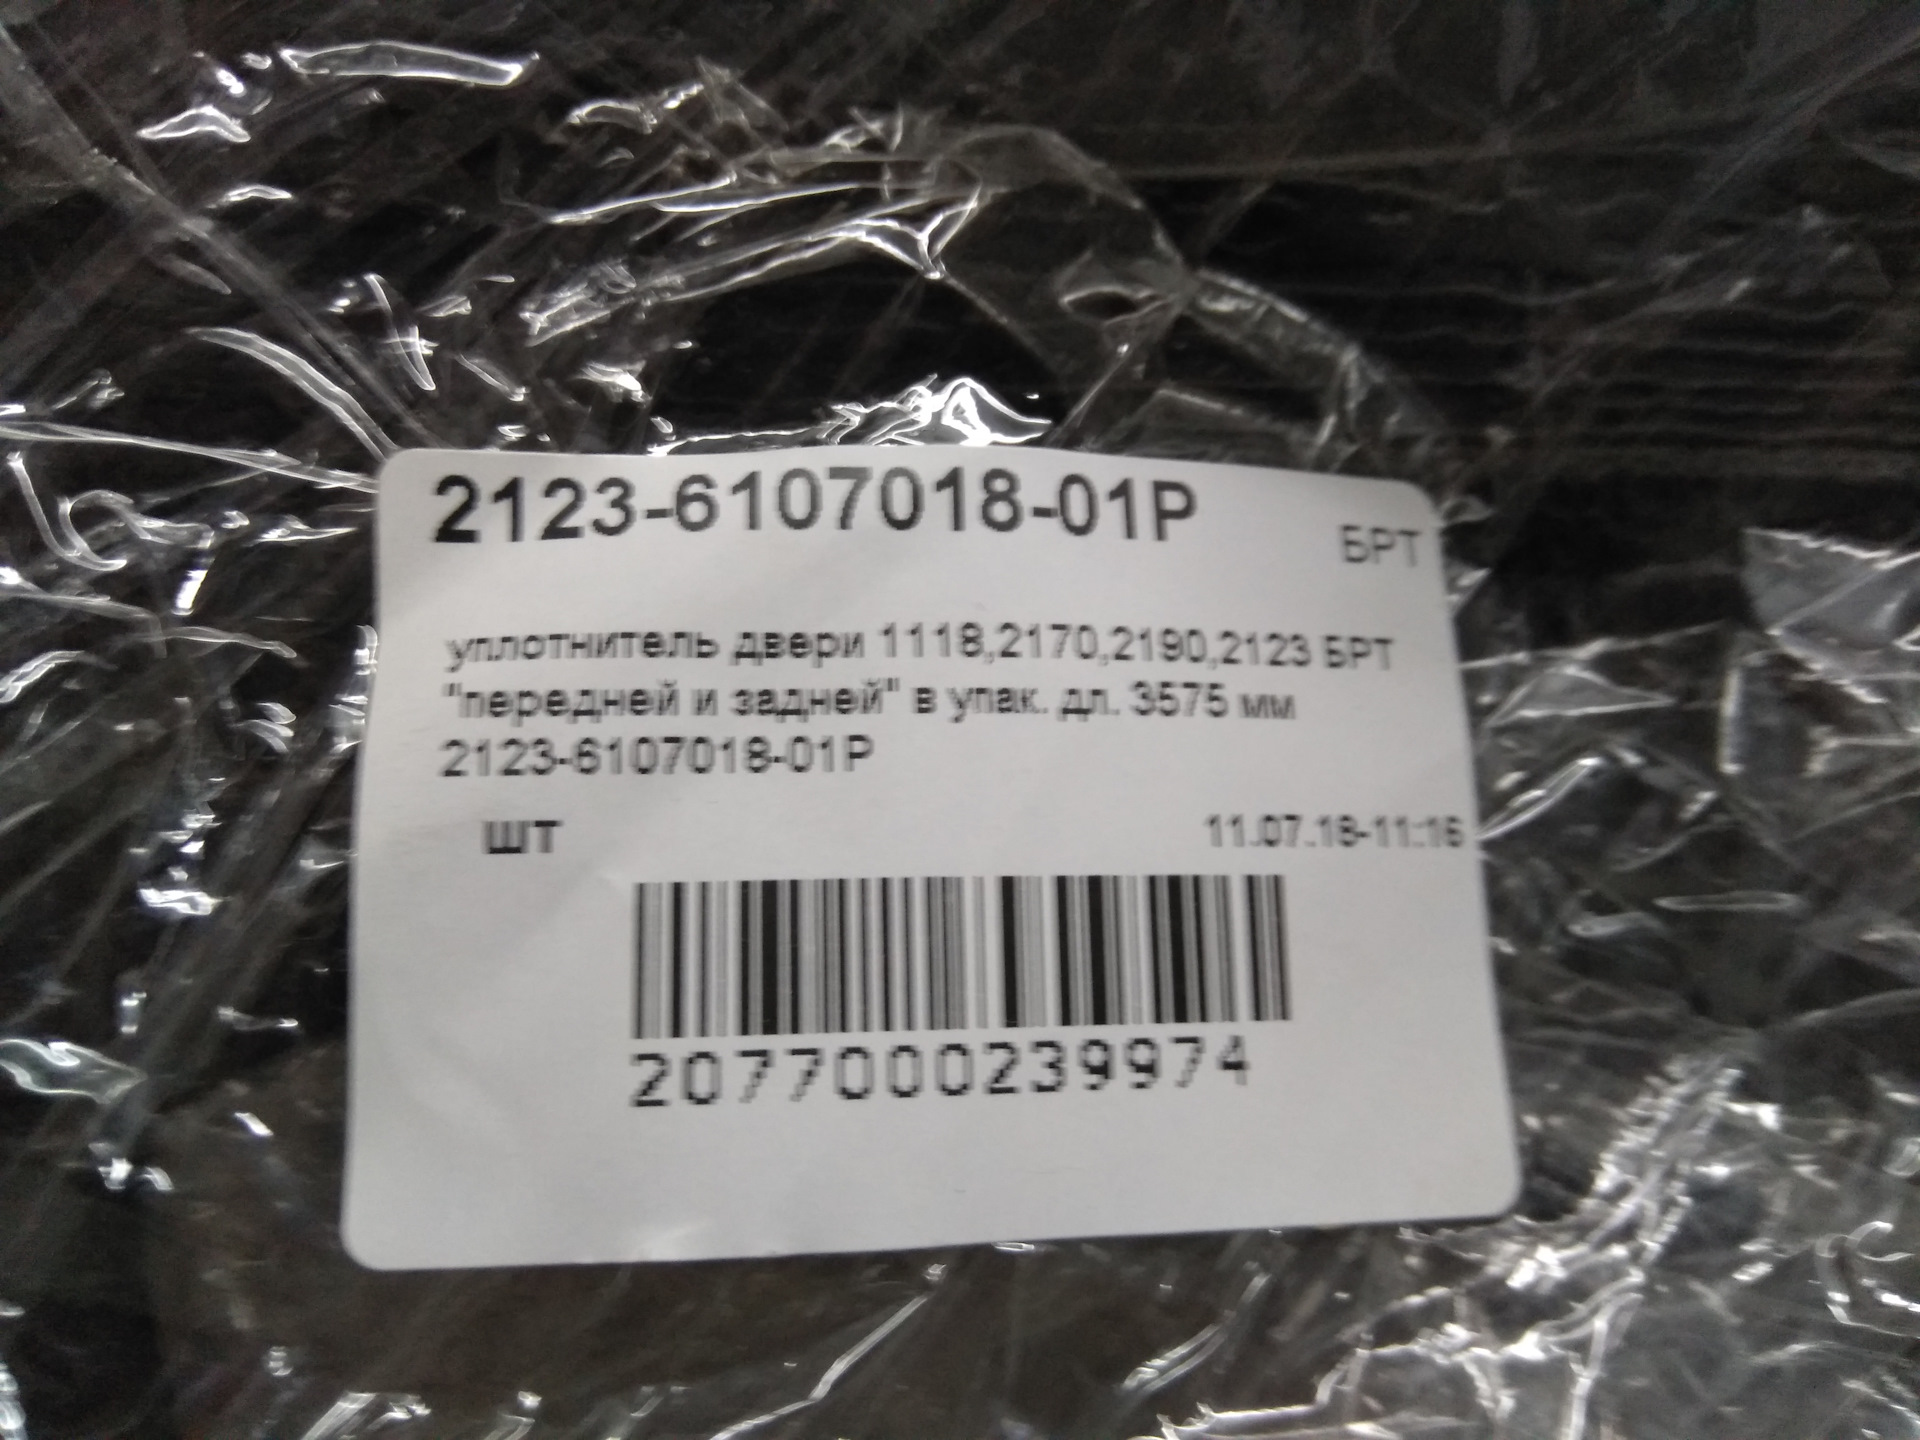 2123-6107018-01Р
БРТ
уплотнитель двери 1118,2170,2190,2123 БРТ
"передней и задней" в упак. дл. 3575 мм
2123-6107018-01Р
шт
11.07.18-11:16
2077000239974